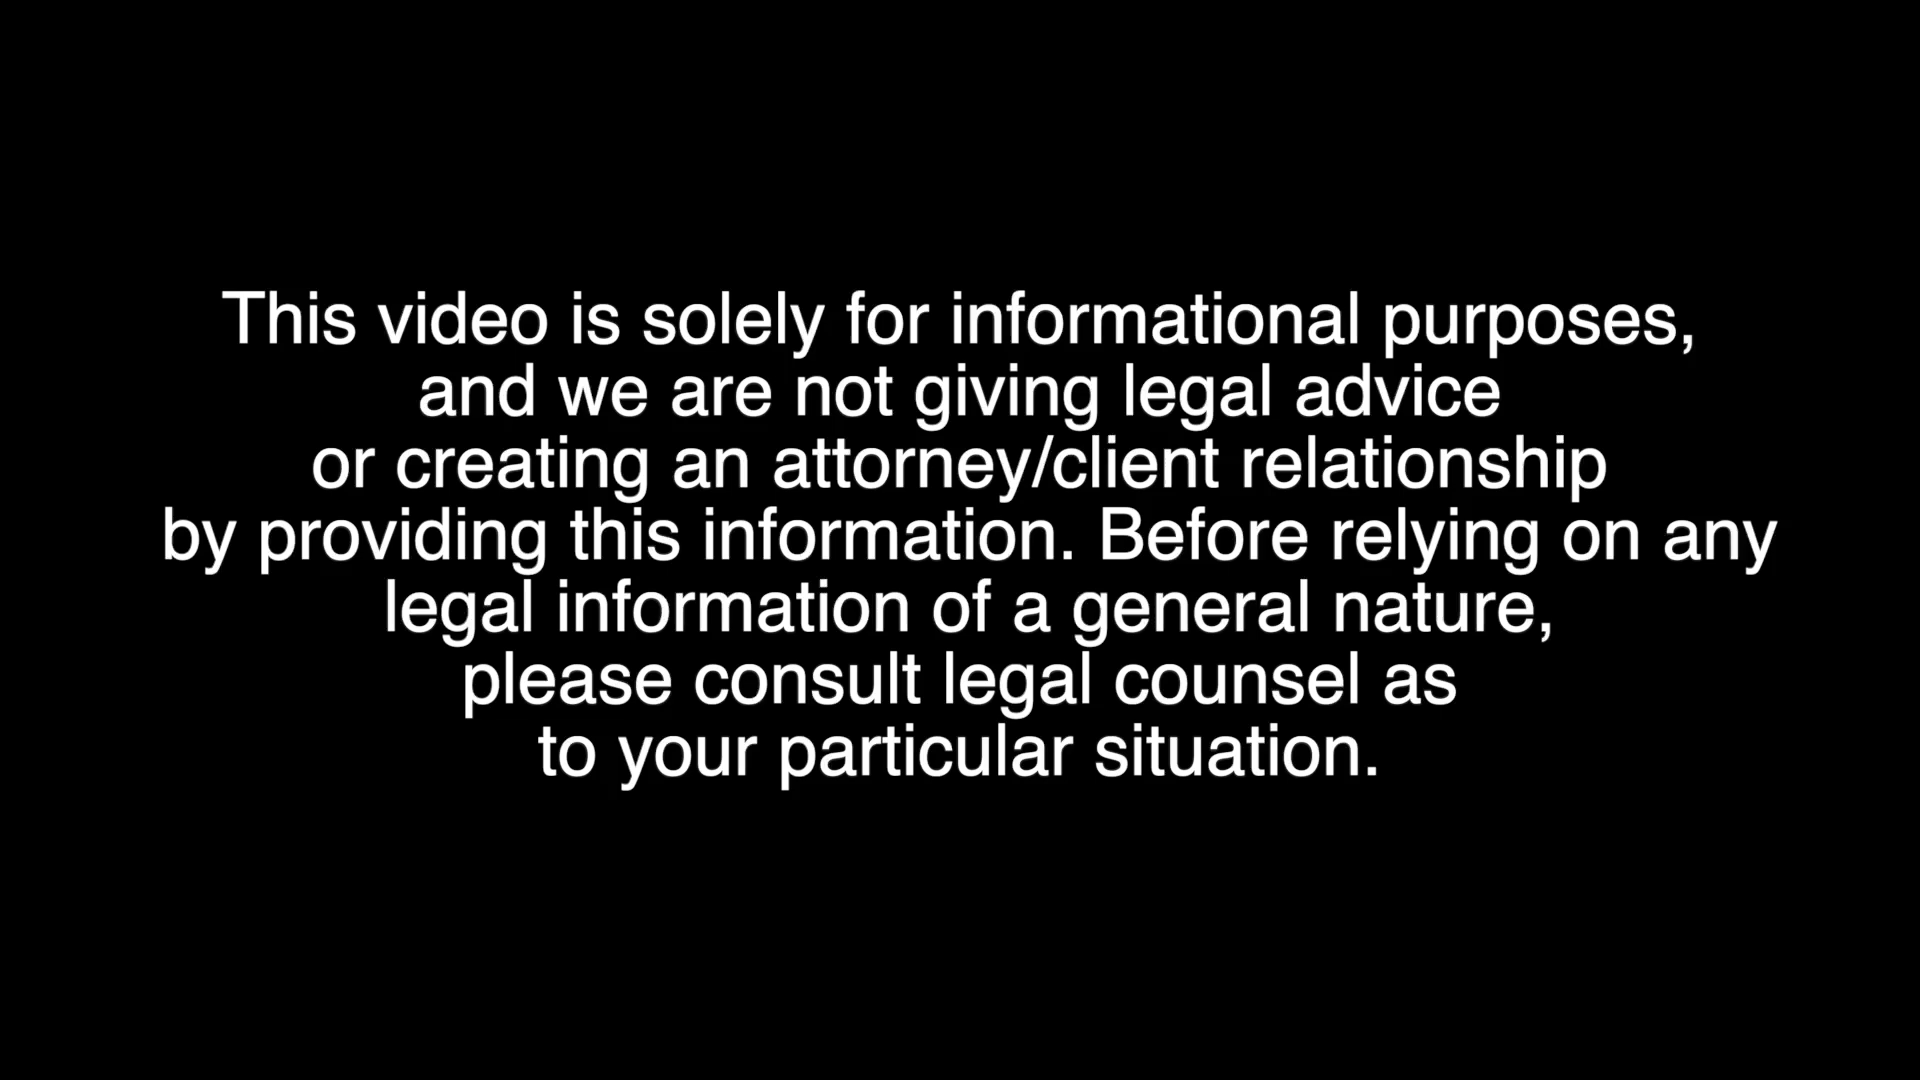 This video is solely for informational purposes,
and we are not giving legal advice
or creating an attorney/client relationship
by providing this information. Before relying on any
legal information of a general nature,
please consult legal counsel as
to your particular situation.